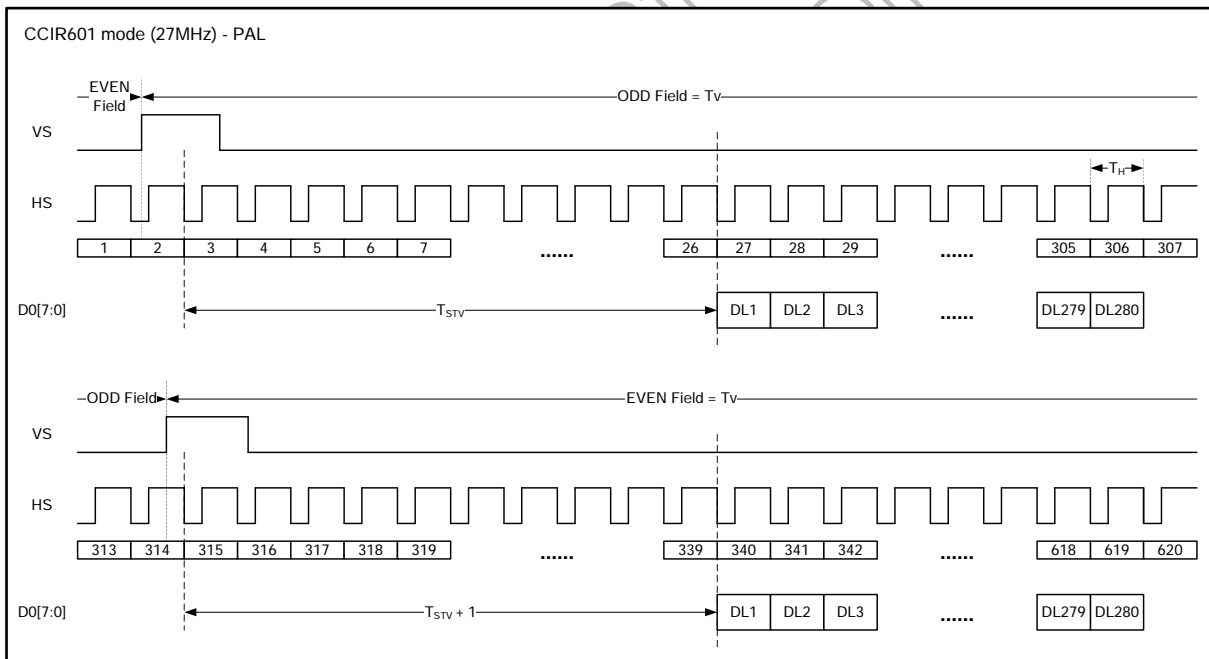 CCIR601 mode (27MHz) - PAL
EVEN Field
ODD Field = Tv
VS
TH
HS
1 2 3 4 5 6 7 ...... 26 27 28 29 ...... 305 306 307
D0[7:0]
TSTV
DL1 DL2 DL3 ...... DL279 DL280
ODD Field
EVEN Field = Tv
VS
HS
313 314 315 316 317 318 319 ...... 339 340 341 342 ...... 618 619 620
D0[7:0]
TSTV + 1
DL1 DL2 DL3 ...... DL279 DL280